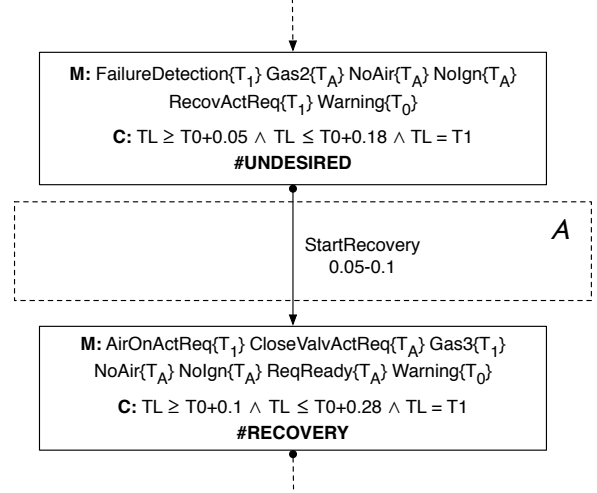 M: FailureDetection{T1} Gas2{TA} NoAir{TA} NoIgn{TA}
RecovActReq{T1} Warning{T0}
C: TL ≥ T0+0.05 ∧ TL ≤ T0+0.18 ∧ TL = T1
#UNDESIRED
A
StartRecovery
0.05-0.1
M: AirOnActReq{T1} CloseValvActReq{TA} Gas3{T1}
NoAir{TA} NoIgn{TA} ReqReady{TA} Warning{T0}
C: TL ≥ T0+0.1 ∧ TL ≤ T0+0.28 ∧ TL = T1
#RECOVERY